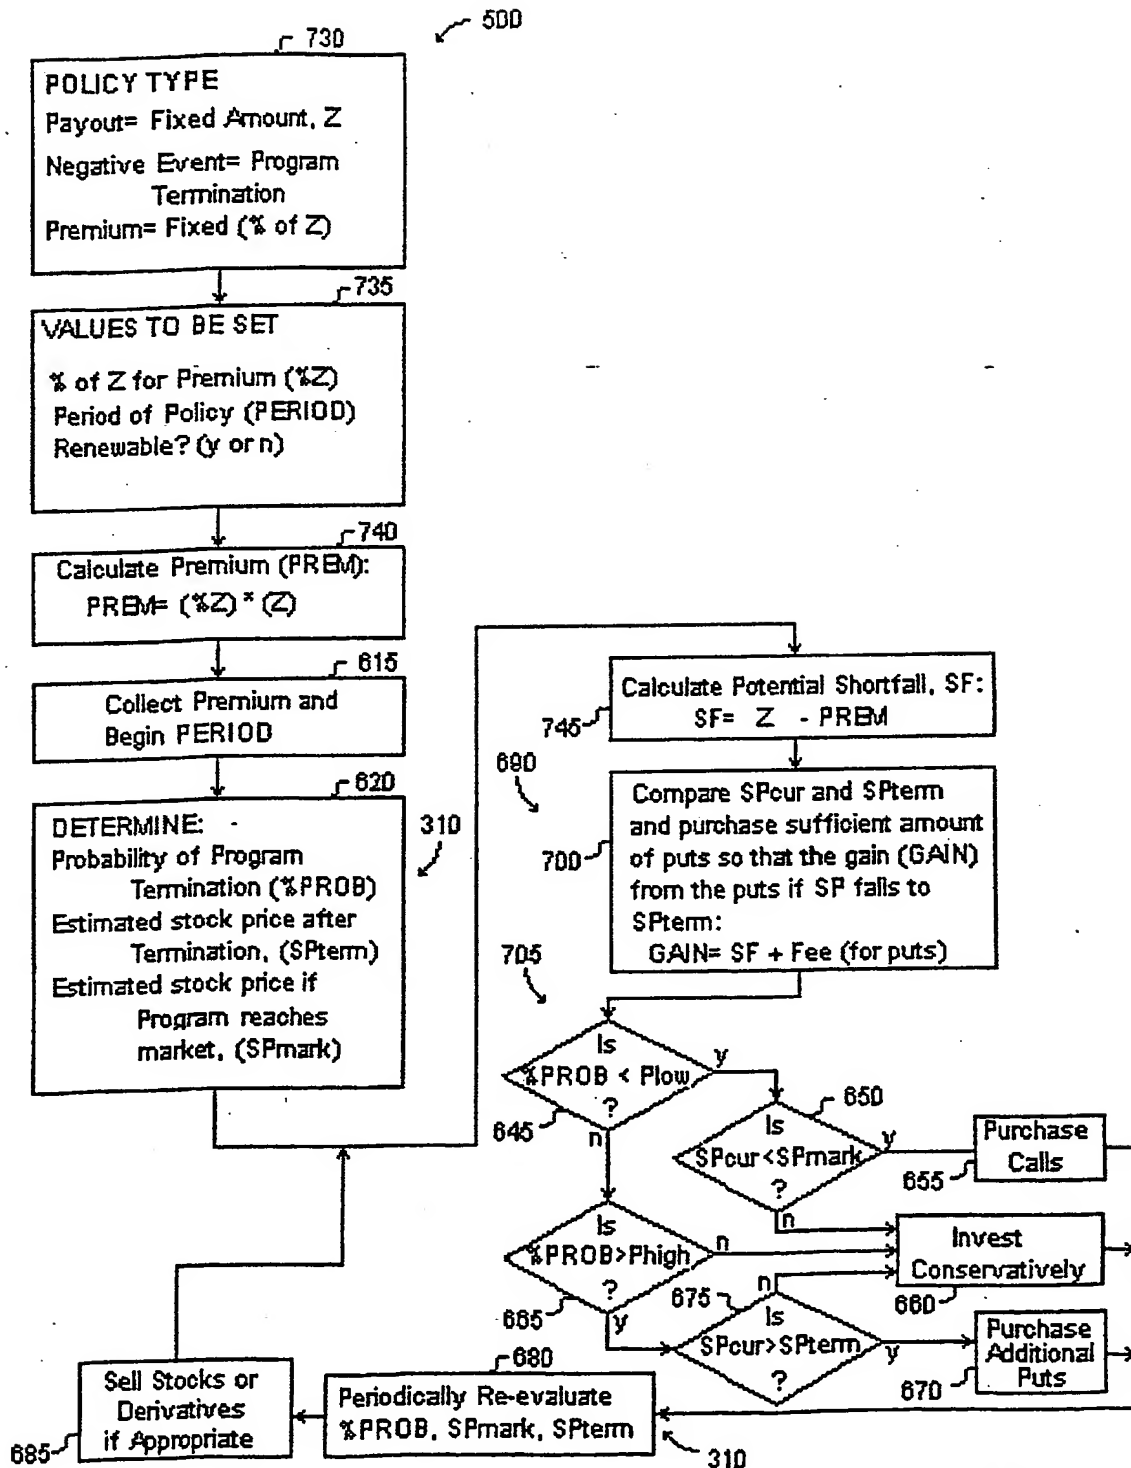 500
730
POLICY TYPE
Payout= Fixed Amount, Z
Negative Event= Program
Termination
Premium= Fixed (% of Z)
735
VALUES TO BE SET
% of Z for Premium (%Z)
Period of Policy (PERIOD)
Renewable? (y or n)
740
Calculate Premium (PREM):
PREM= (%Z) * (Z)
615
Collect Premium and
Begin PERIOD
620
DETERMINE: -
Probability of Program
Termination (%PROB)
Estimated stock price after
Termination, (SPterm)
Estimated stock price if
Program reaches
market, (SPmark)
310
Calculate Potential Shortfall, SF:
SF= Z - PREM
745
690
Compare SPcur and SPterm
and purchase sufficient amount
of puts so that the gain (GAIN)
from the puts if SP falls to
SPterm:
GAIN= SF + Fee (for puts)
700
705
Is
%PROB < Plow
?
y
n
645
650
Is
SPcur<SPmark
?
y
n
655
Purchase
Calls
Is
%PROB>Phigh
?
n
y
665
Invest
Conservatively
660
675
n
Is
SPcur>SPterm
?
y
Purchase
Additional
Puts
670
680
Periodically Re-evaluate
%PROB, SPmark, SPterm
310
Sell Stocks or
Derivatives
if Appropriate
685